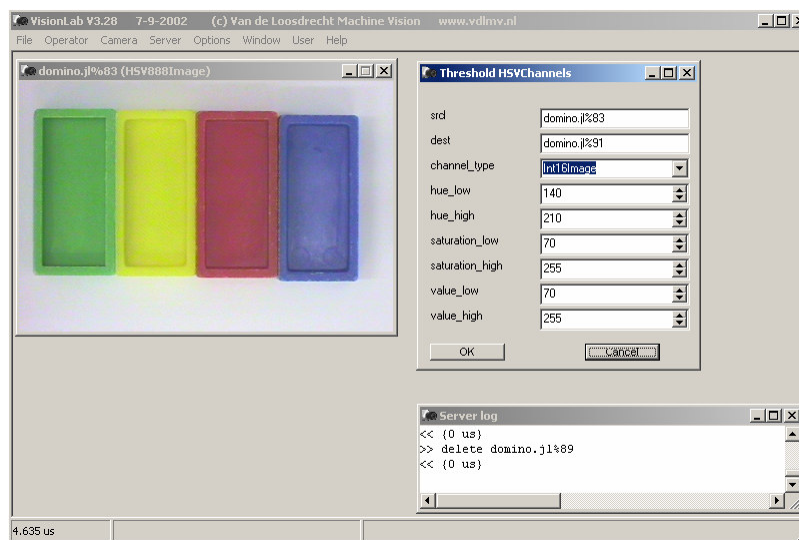 VisionLab V3.28 7-9-2002 (c) Van de Loosdrecht Machine Vision www.vdlmv.nl
File Operator Camera Server Options Window User Help
domino.jl%83 (HSV888Image)
Threshold HSVChannels
srcl domino.jl%83
dest domino.jl%91
channel_type Int16Image
hue_low 140
hue_high 210
saturation_low 70
saturation_high 255
value_low 70
value_high 255
OK Cancel
Server log
<< {0 us}
>> delete domino.jl%89
<< {0 us}
4.635 us